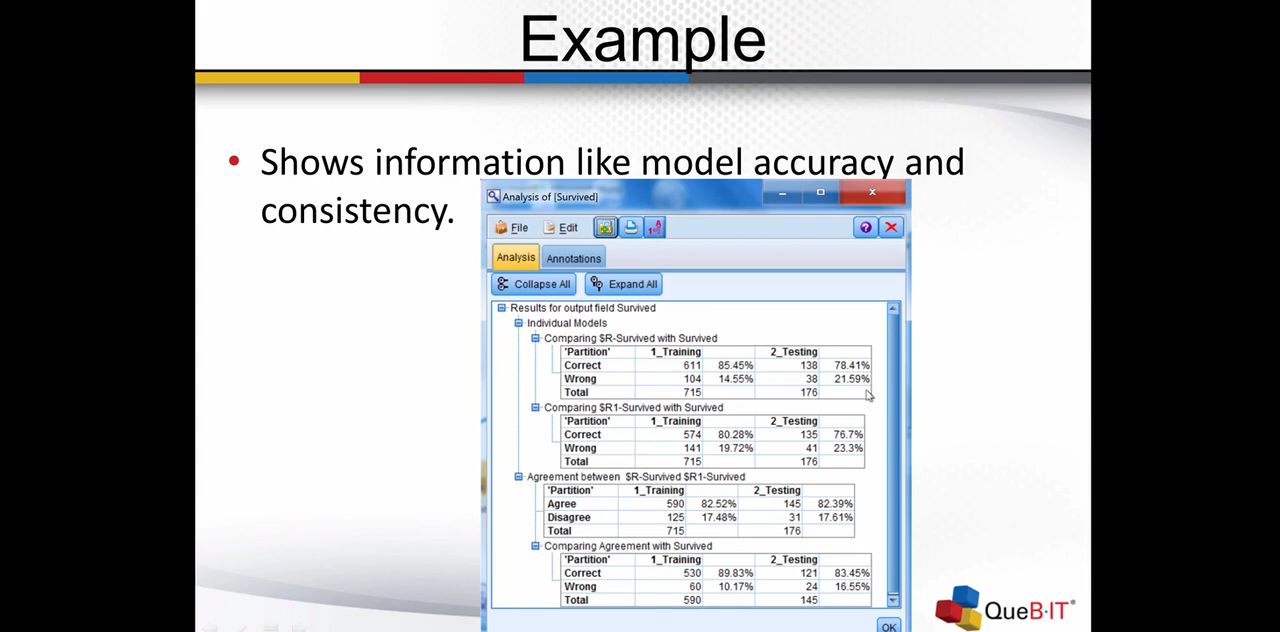 Example
• Shows information like model accuracy and
consistency.
Analysis of [Survived]
File Edit
Analysis Annotations
Collapse All Expand All
Results for output field Survived
Individual Models
Comparing $R-Survived with Survived
'Partition' 1_Training 2_Testing
Correct 611 85.45% 138 78.41%
Wrong 104 14.55% 38 21.59%
Total 715 176
Comparing $R1-Survived with Survived
'Partition' 1_Training 2_Testing
Correct 574 80.28% 135 76.7%
Wrong 141 19.72% 41 23.3%
Total 715 176
Agreement between $R-Survived $R1-Survived
'Partition' 1_Training 2_Testing
Agree 590 82.52% 145 82.39%
Disagree 125 17.48% 31 17.61%
Total 715 176
Comparing Agreement with Survived
'Partition' 1_Training 2_Testing
Correct 530 89.83% 121 83.45%
Wrong 60 10.17% 24 16.55%
Total 590 145
OK
QueB·IT®